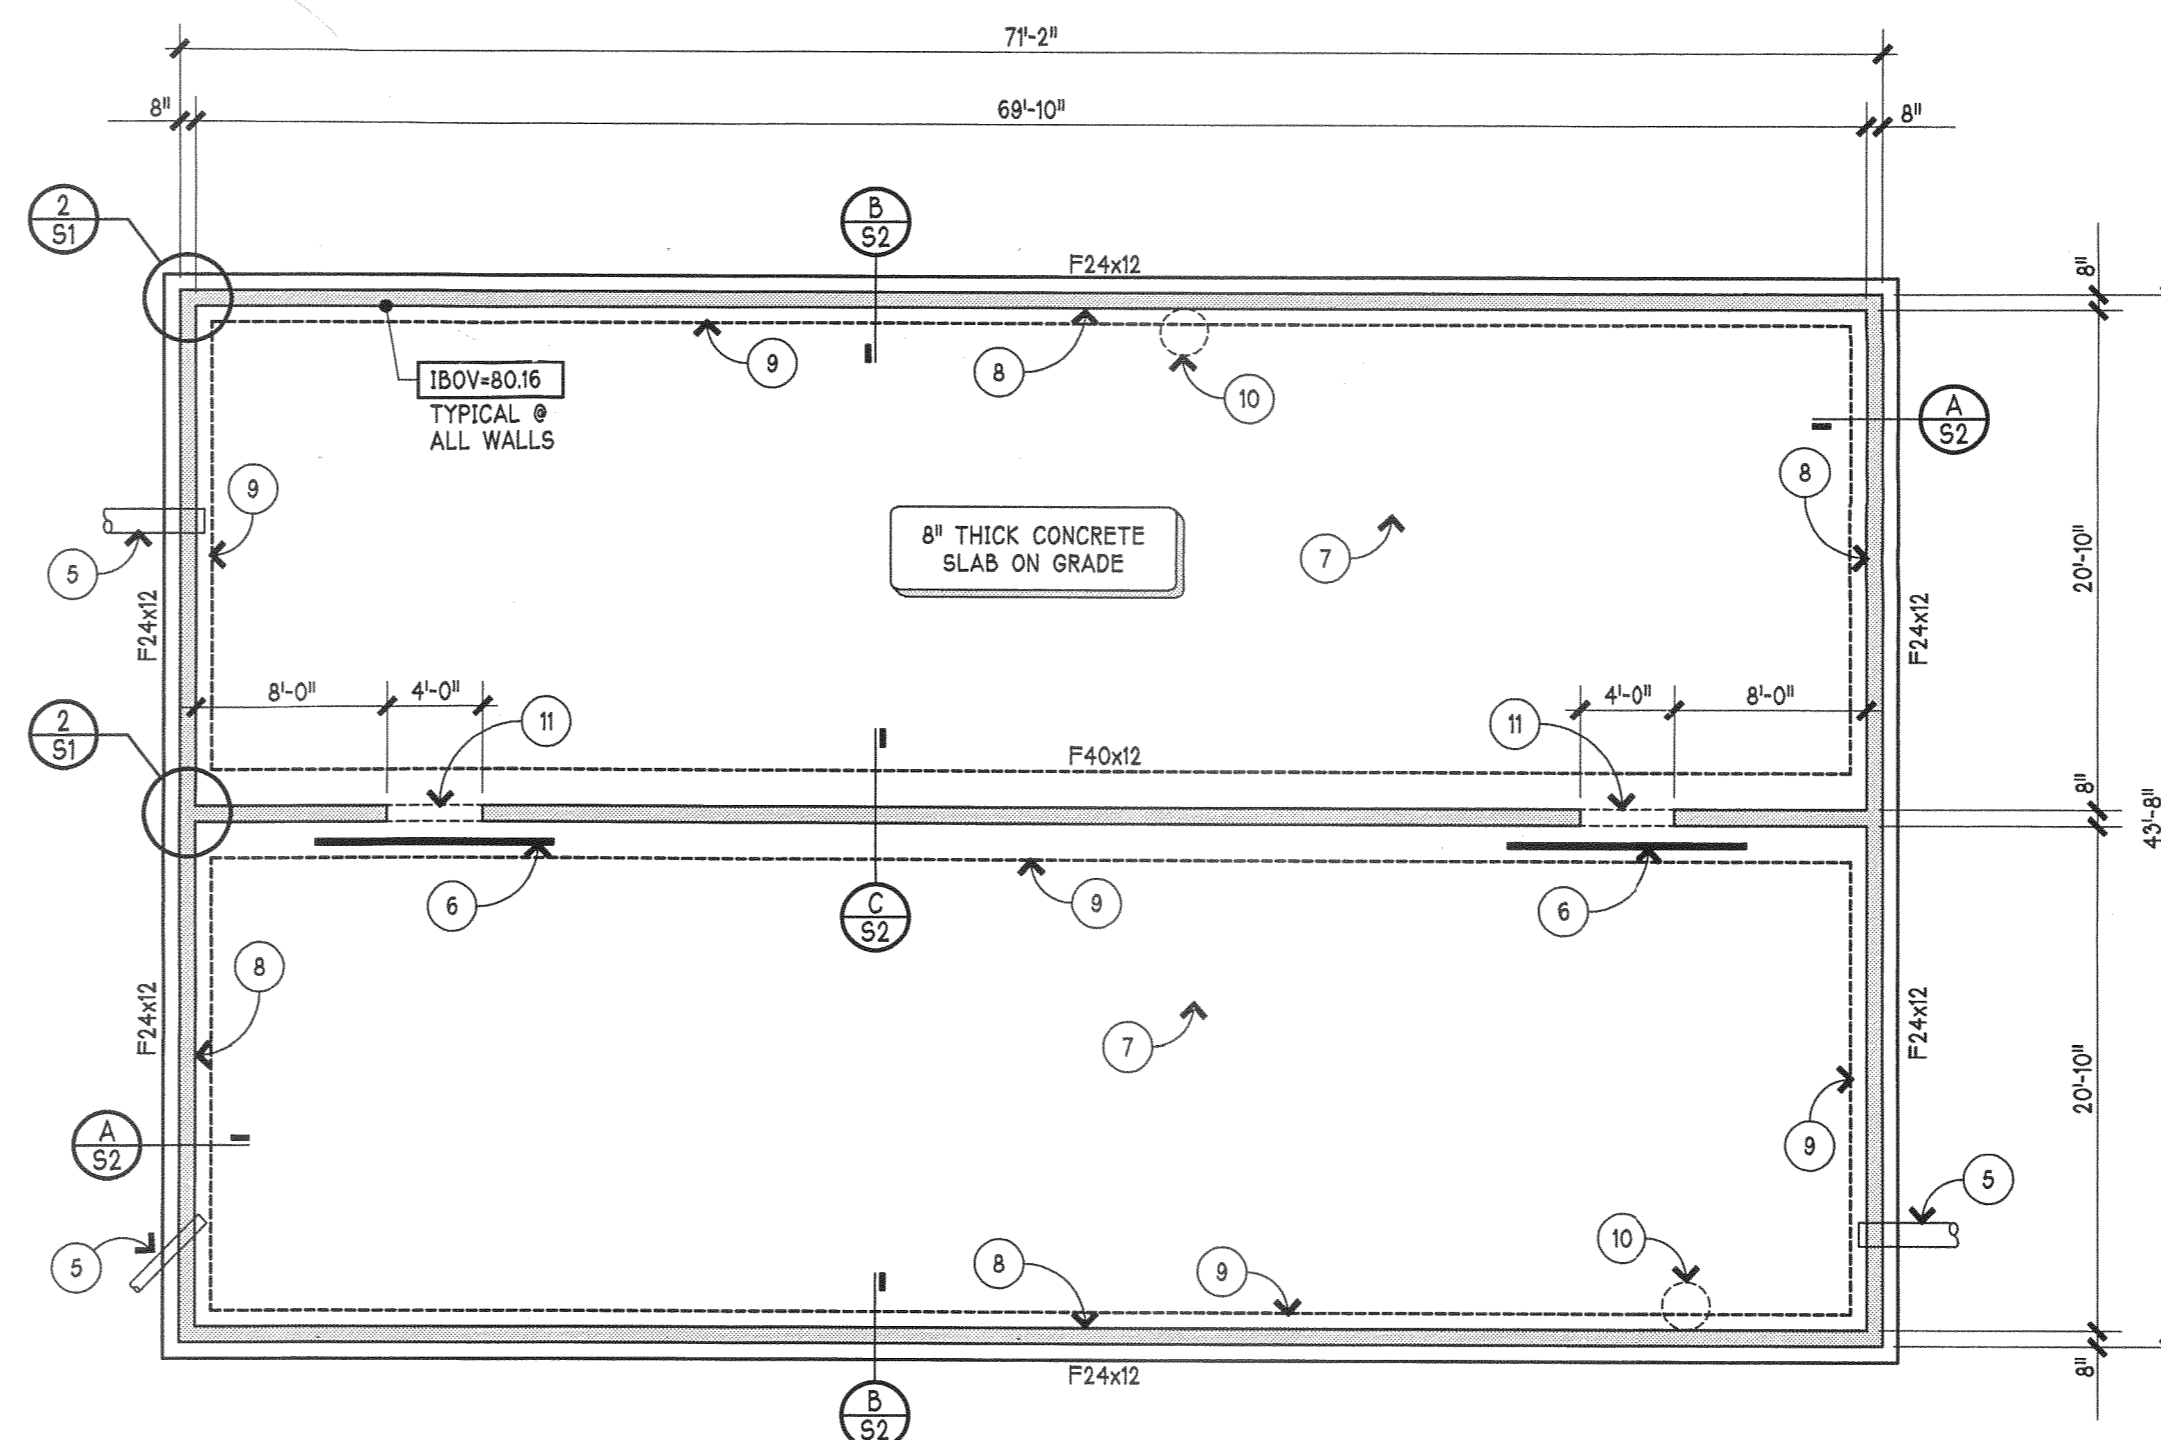 71'-2"
8"
69'-10"
8"
2
S1
B
S2
F24x12
8"
9
8
10
IBOV=80.16
TYPICAL @
ALL WALLS
A
S2
8
9
8" THICK CONCRETE
SLAB ON GRADE
7
5
20'-10"
F24x12
F24x12
8'-0"
4'-0"
11
4'-0"
8'-0"
11
2
S1
F40x12
8"
43'-8"
6
C
S2
9
6
8
F24x12
7
F24x12
20'-10"
A
S2
9
5
5
8
9
10
8"
F24x12
B
S2